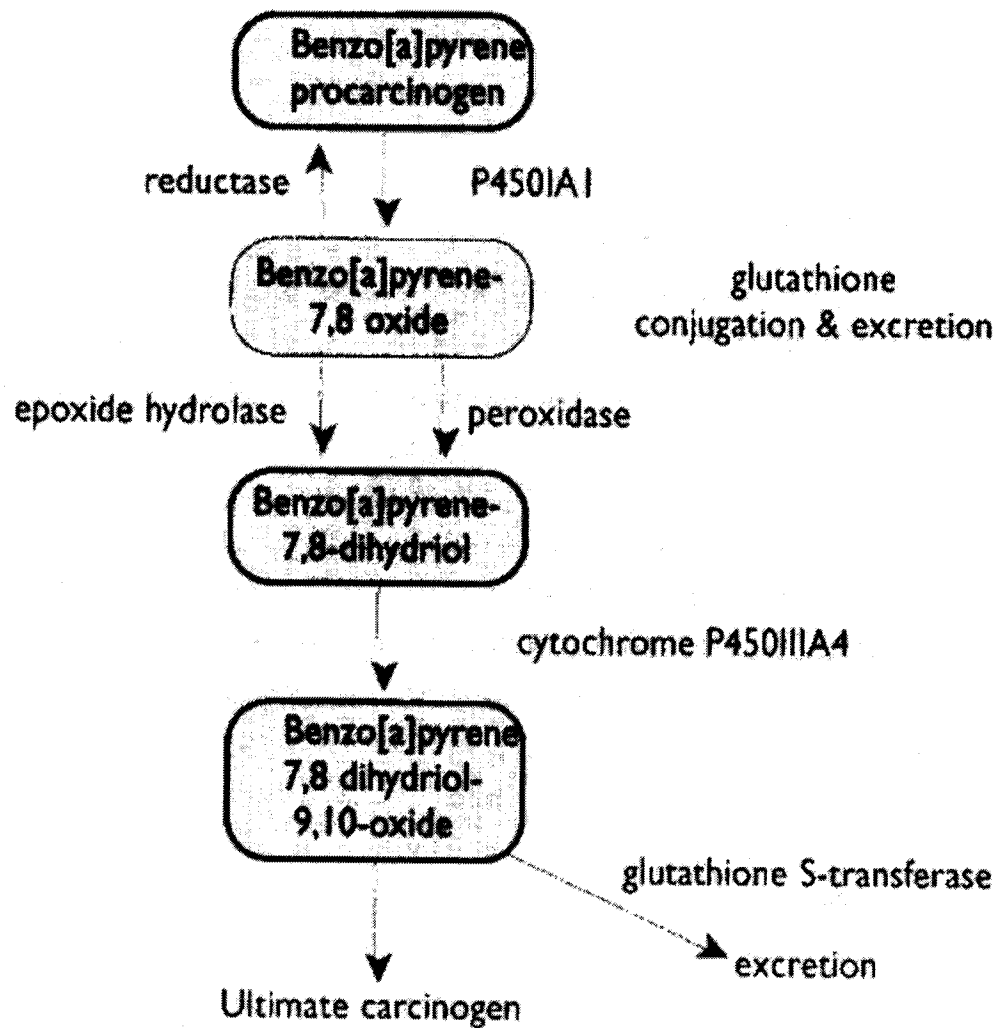 Benzo[a]pyrene
procarcinogen
reductase
P450IA1
Benzo[a]pyrene-
7,8 oxide
glutathione
conjugation & excretion
epoxide hydrolase
peroxidase
Benzo[a]pyrene-
7,8-dihydriol
cytochrome P450IIIA4
Benzo[a]pyrene
7,8 dihydriol-
9,10-oxide
glutathione S-transferase
excretion
Ultimate carcinogen